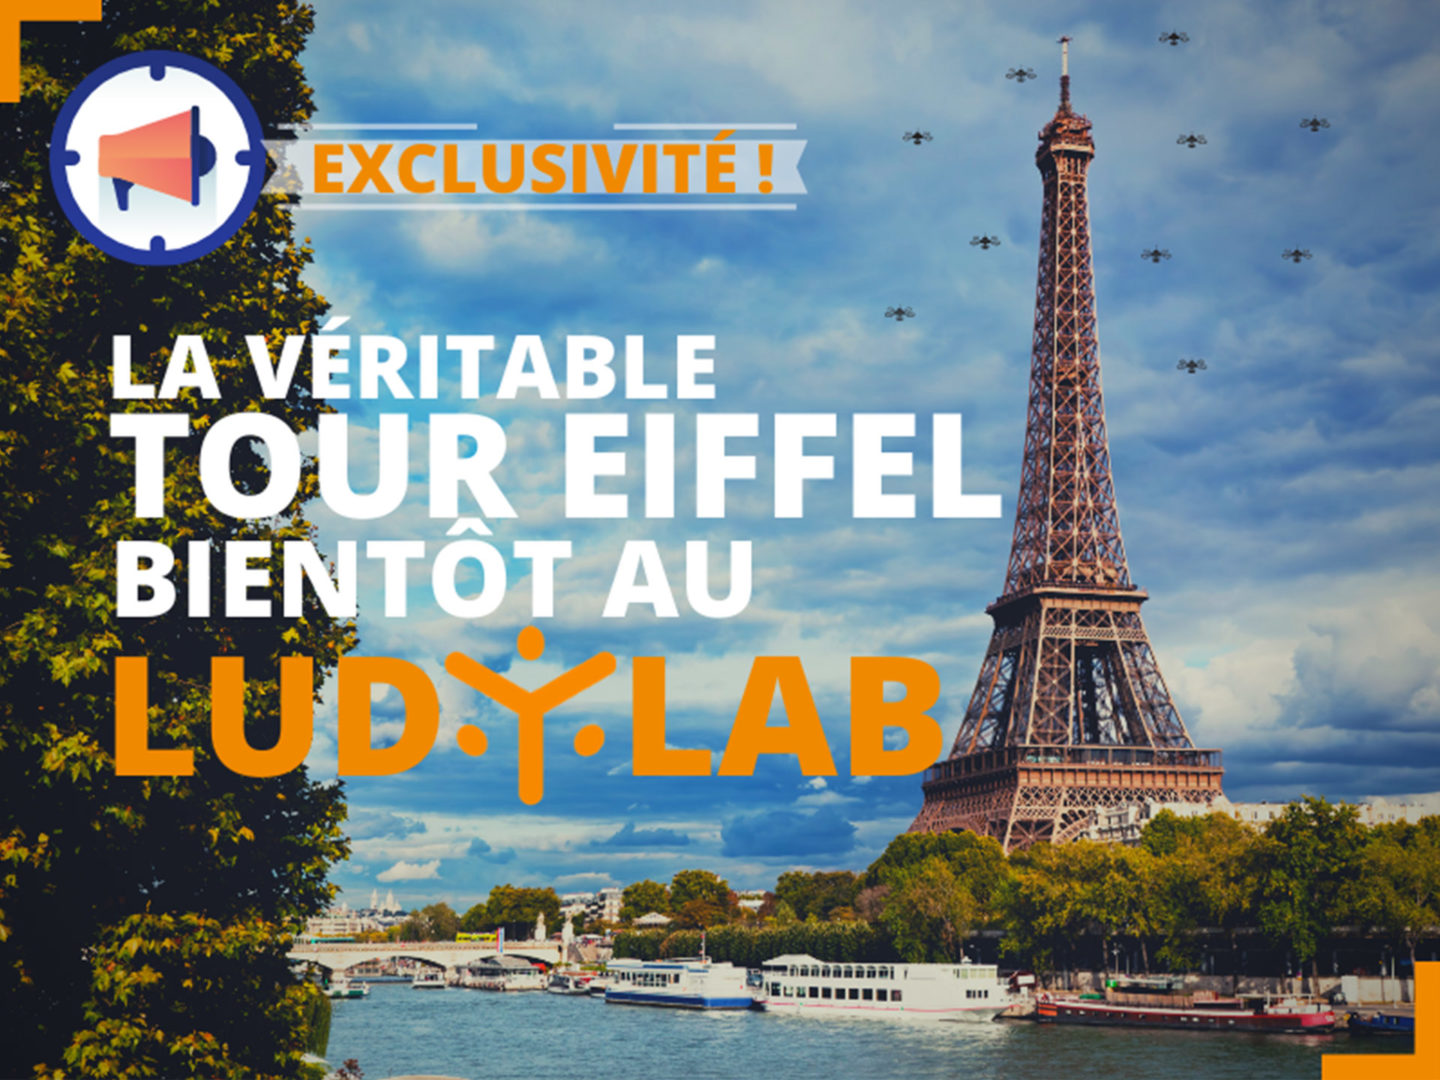 EXCLUSIVITÉ !
LA VÉRITABLE
TOUR EIFFEL
BIENTÔT AU
LUDYLAB